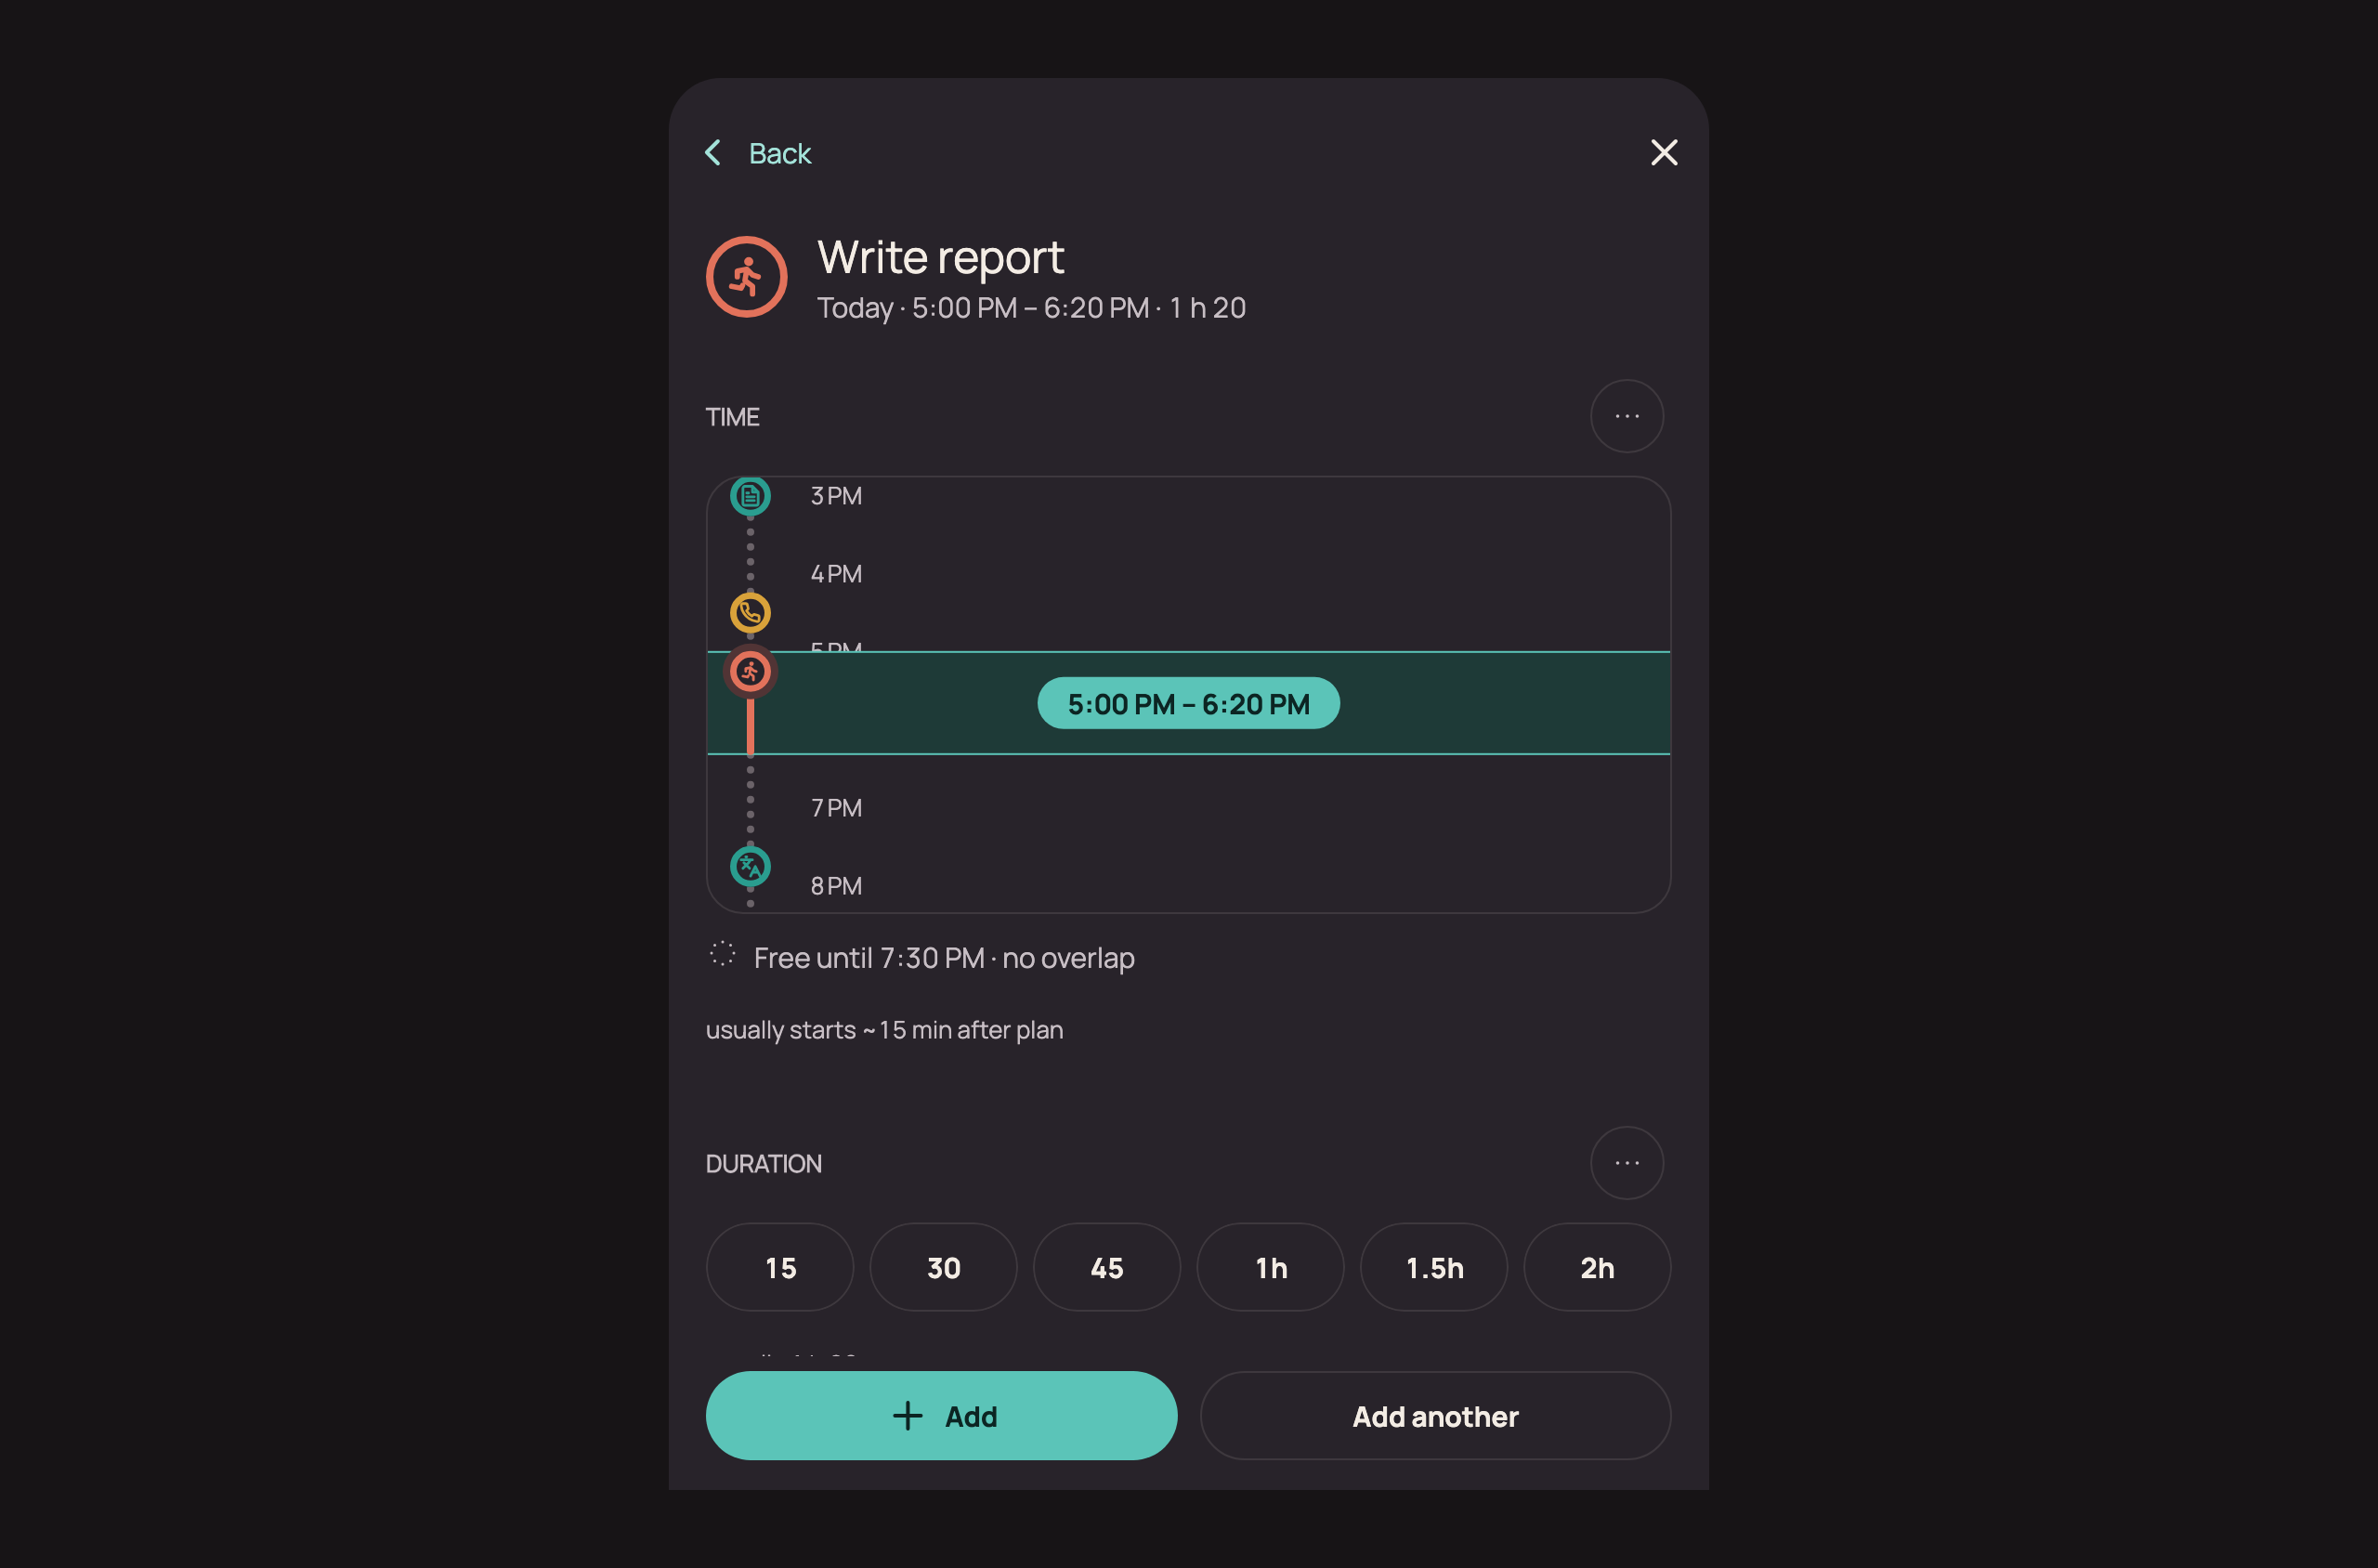 Back
Write report
Today · 5:00 PM – 6:20 PM · 1 h 20
TIME
3 PM
4 PM
5 PM
5:00 PM – 6:20 PM
7 PM
8 PM
Free until 7:30 PM · no overlap
usually starts ~15 min after plan
DURATION
15
30
45
1h
1.5h
2h
Add
Add another